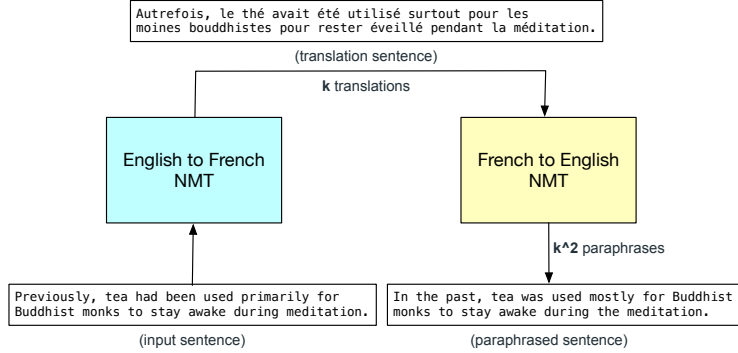 Autrefois, le thé avait été utilisé surtout pour les
moines bouddhistes pour rester éveillé pendant la méditation.
(translation sentence)
k translations
English to French
NMT
French to English
NMT
k^2 paraphrases
Previously, tea had been used primarily for
Buddhist monks to stay awake during meditation.
(input sentence)
In the past, tea was used mostly for Buddhist
monks to stay awake during the meditation.
(paraphrased sentence)